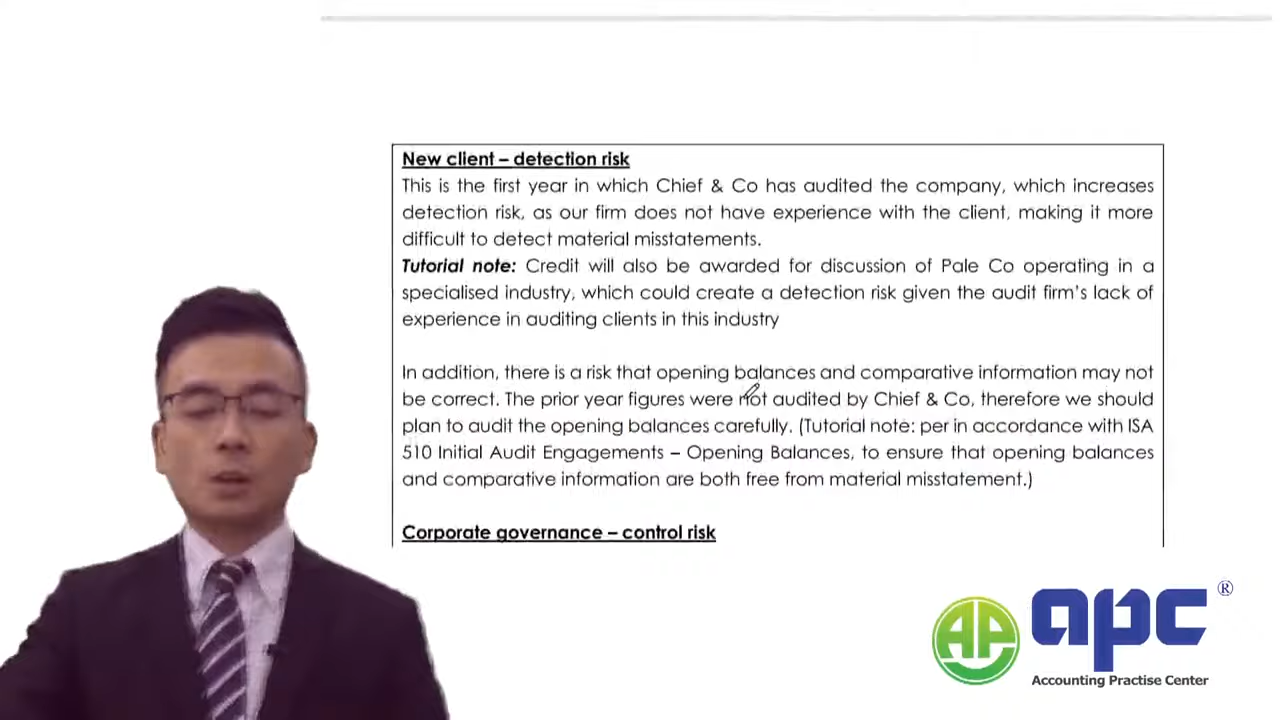 New client – detection risk
This is the first year in which Chief & Co has audited the company, which increases
detection risk, as our firm does not have experience with the client, making it more
difficult to detect material misstatements.
Tutorial note: Credit will also be awarded for discussion of Pale Co operating in a
specialised industry, which could create a detection risk given the audit firm's lack of
experience in auditing clients in this industry
In addition, there is a risk that opening balances and comparative information may not
be correct. The prior year figures were not audited by Chief & Co, therefore we should
plan to audit the opening balances carefully. (Tutorial note: per in accordance with ISA
510 Initial Audit Engagements – Opening Balances, to ensure that opening balances
and comparative information are both free from material misstatement.)
Corporate governance – control risk
AP
apc®
Accounting Practise Center